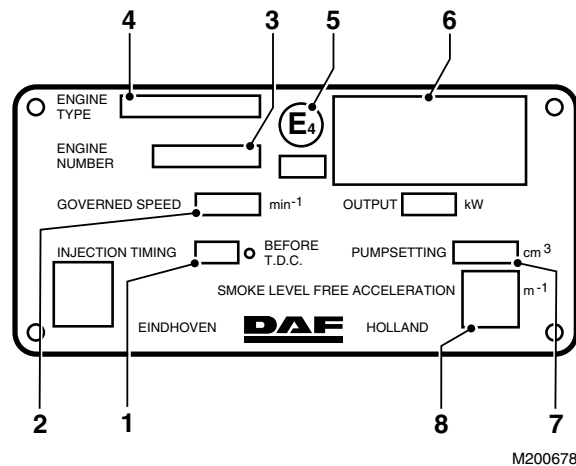 4 3 5 6
ENGINE
TYPE
E4
ENGINE
NUMBER
GOVERNED SPEED min-1 OUTPUT kW
INJECTION TIMING BEFORE
T.D.C. PUMPSETTING cm3
SMOKE LEVEL FREE ACCELERATION m-1
EINDHOVEN DAF HOLLAND
2 1 8 7
M200678